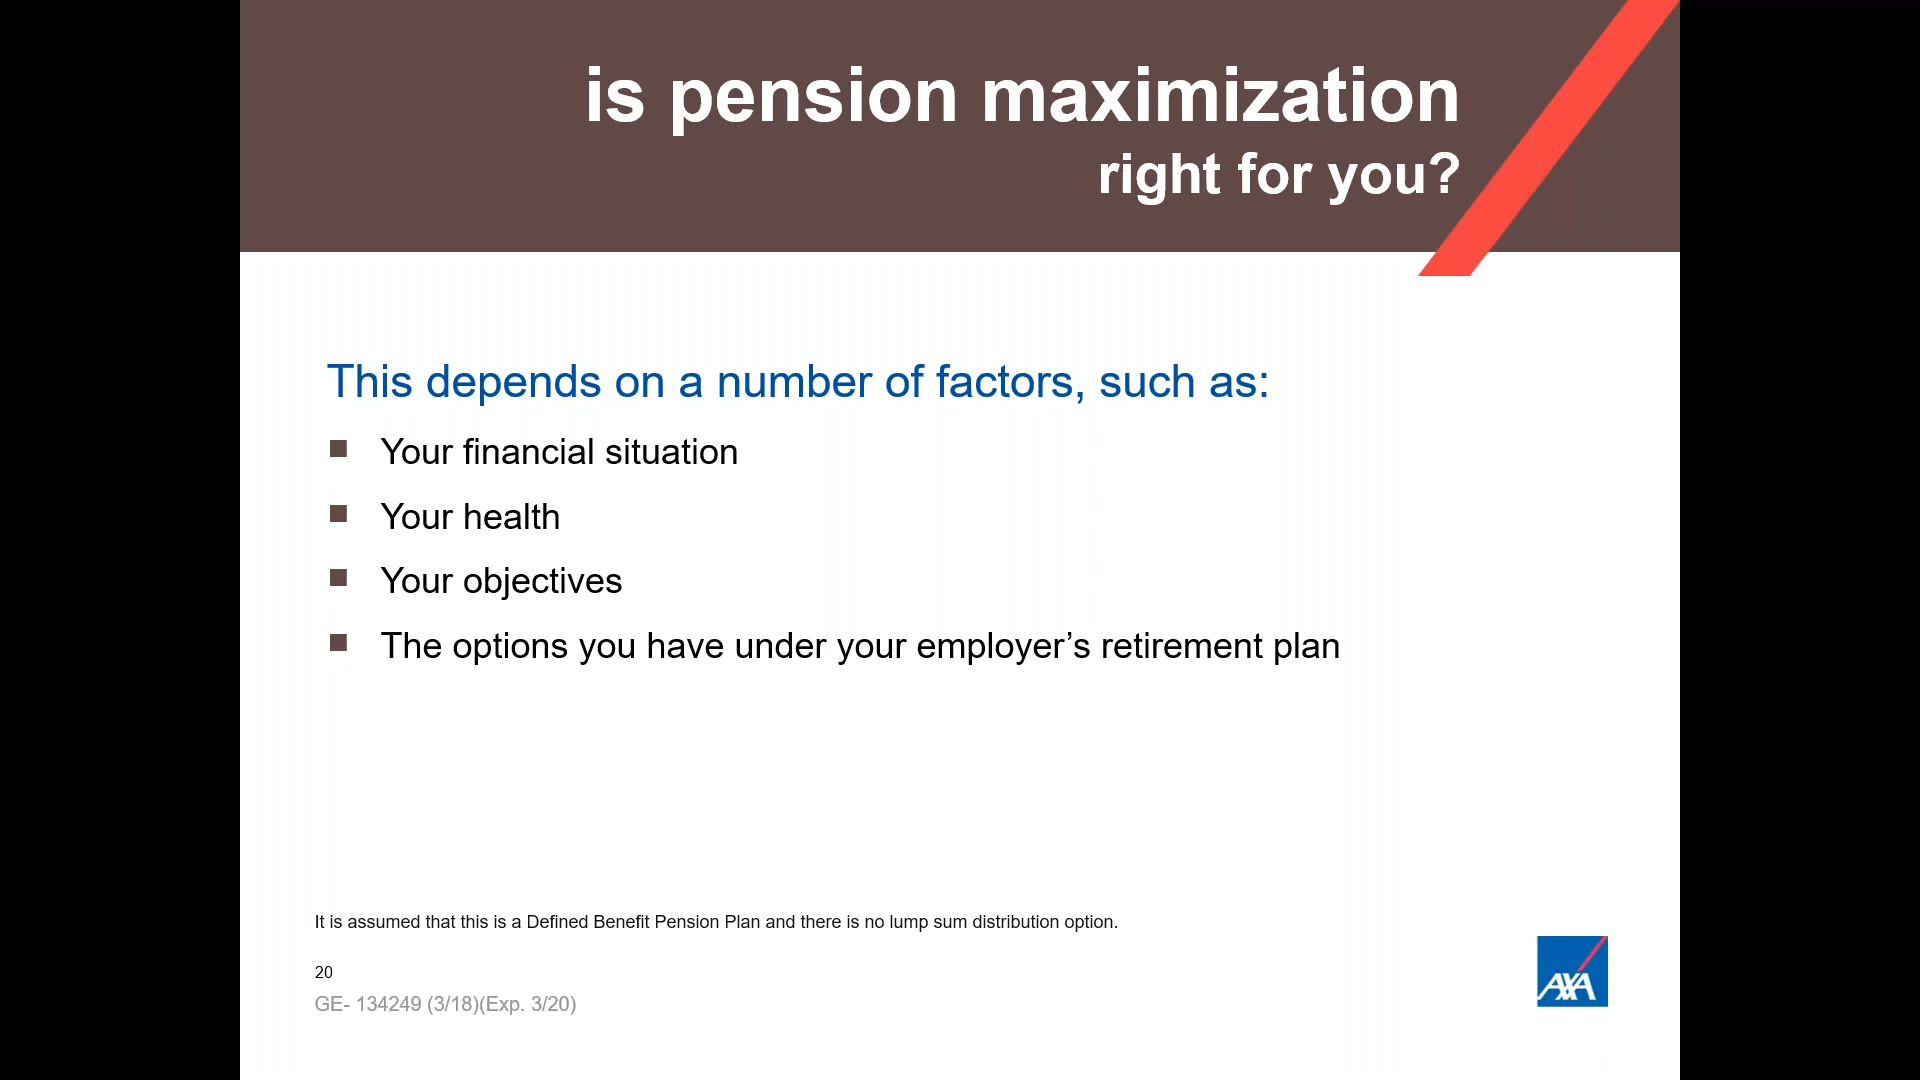 is pension maximization
right for you?
This depends on a number of factors, such as:
Your financial situation
Your health
Your objectives
The options you have under your employer’s retirement plan
It is assumed that this is a Defined Benefit Pension Plan and there is no lump sum distribution option.
20
GE- 134249 (3/18)(Exp. 3/20)
AXA